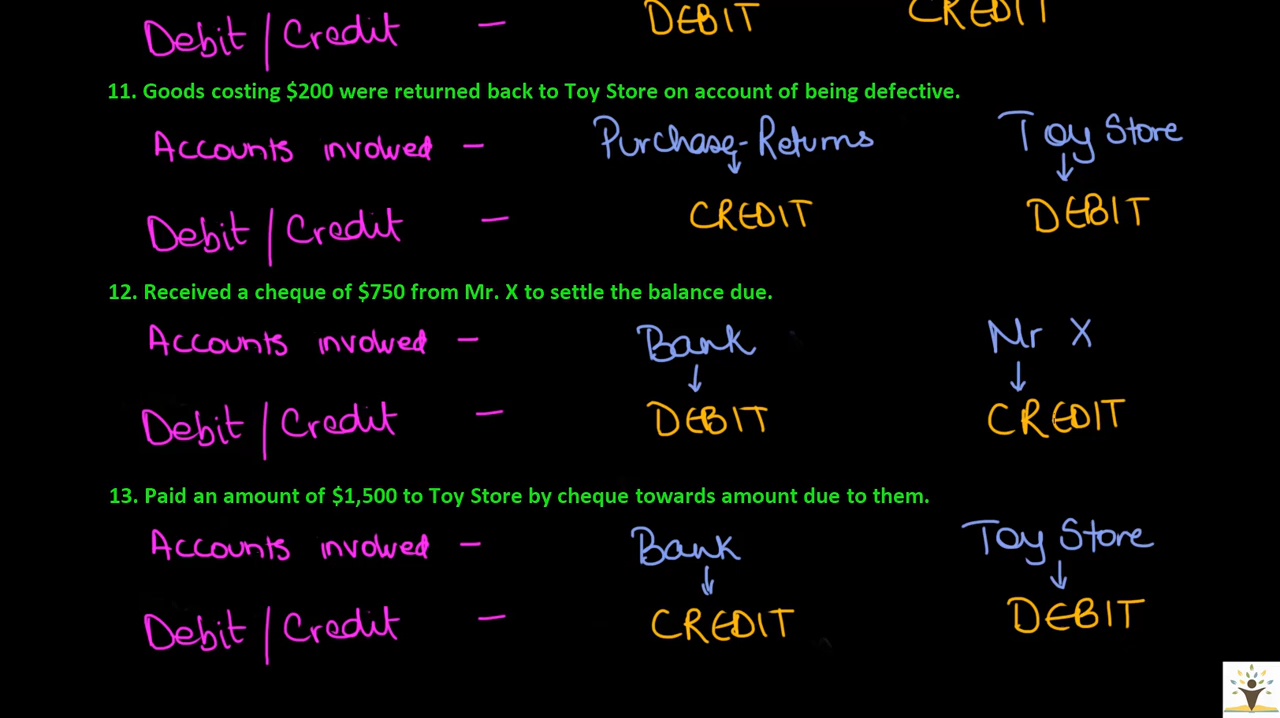 DEBIT CREDIT
Debit/Credit –
11. Goods costing $200 were returned back to Toy Store on account of being defective.
Accounts involved – Purchase-Returns Toy Store
Debit/Credit – CREDIT DEBIT
12. Received a cheque of $750 from Mr. X to settle the balance due.
Accounts involved – Bank Mr X
Debit/Credit – DEBIT CREDIT
13. Paid an amount of $1,500 to Toy Store by cheque towards amount due to them.
Accounts involved – Bank Toy Store
Debit/Credit – CREDIT DEBIT